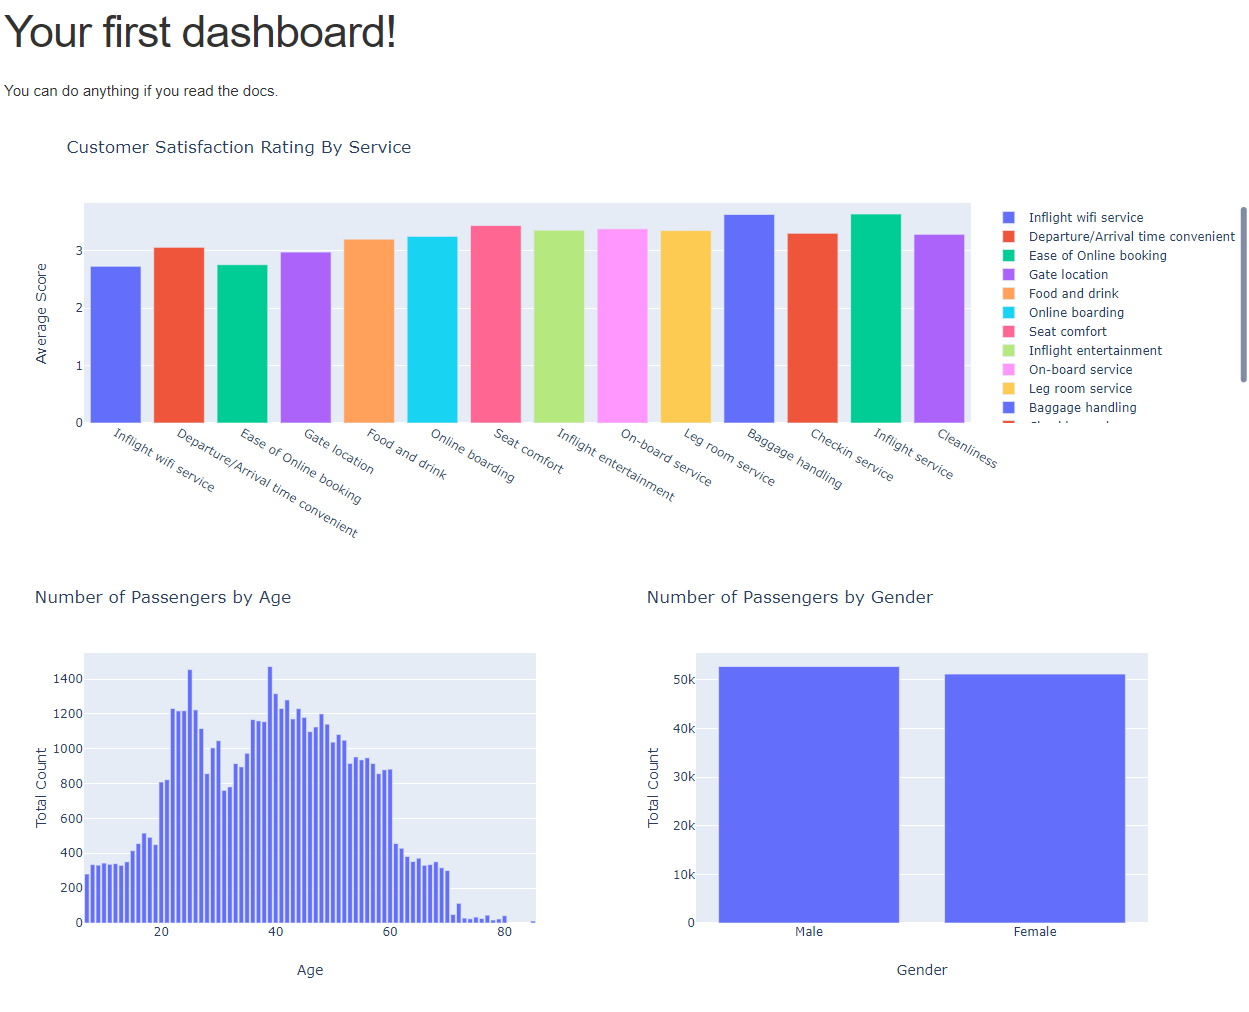 Your first dashboard!
You can do anything if you read the docs.
Customer Satisfaction Rating By Service
Average Score
3
2
1
0
Inflight wifi service
Departure/Arrival time convenient
Ease of Online booking
Gate location
Food and drink
Online boarding
Seat comfort
Inflight entertainment
On-board service
Leg room service
Baggage handling
Checkin service
Inflight service
Cleanliness
Inflight wifi service
Departure/Arrival time convenient
Ease of Online booking
Gate location
Food and drink
Online boarding
Seat comfort
Inflight entertainment
On-board service
Leg room service
Baggage handling
Number of Passengers by Age
Total Count
1400
1200
1000
800
600
400
200
0
20
40
60
80
Age
Number of Passengers by Gender
Total Count
50k
40k
30k
20k
10k
0
Male
Female
Gender